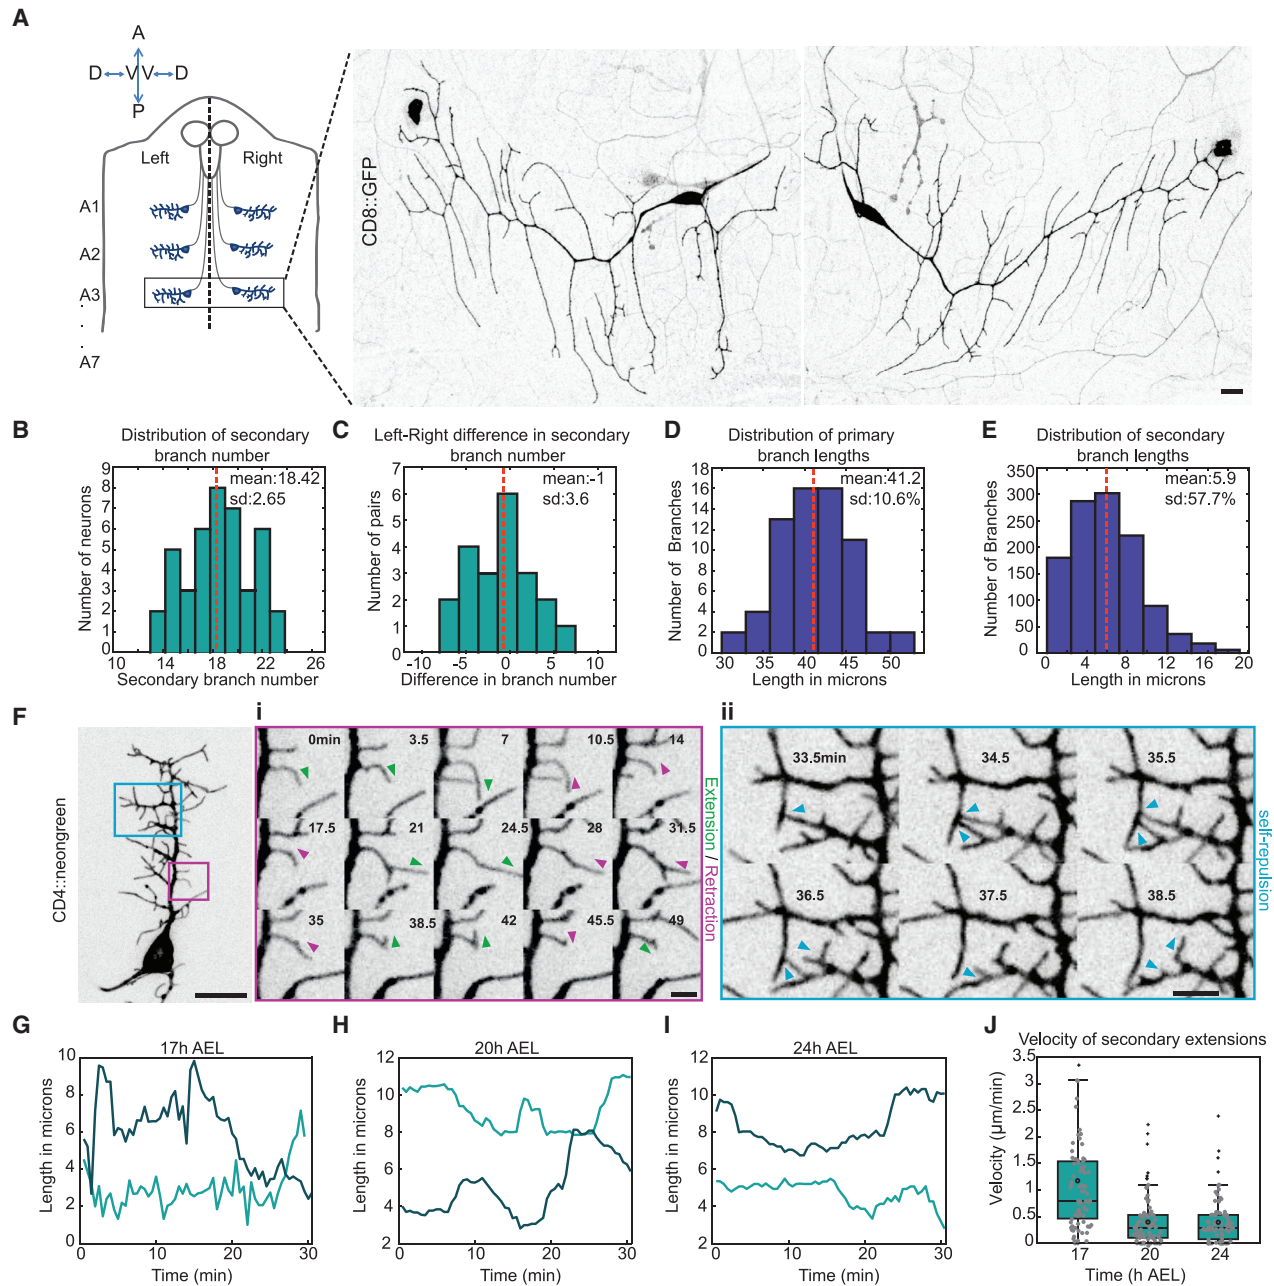 A
A
D V V D
P
Left Right
A1
A2
A3
.
.
.
A7
CD8::GFP
B
Distribution of secondary
branch number
mean:18.42
sd:2.65
Number of neurons
9
8
7
6
5
4
3
2
1
0
10 14 18 22 26
Secondary branch number
C
Left-Right difference in secondary
branch number
mean:-1
sd:3.6
Number of pairs
7
6
5
4
3
2
1
0
-10 -5 0 5 10
Difference in branch number
D
Distribution of primary
branch lengths
mean:41.2
sd:10.6%
Number of Branches
18
16
14
12
10
8
6
4
2
0
30 35 40 45 50
Length in microns
E
Distribution of secondary
branch lengths
mean:5.9
sd:57.7%
Number of Branches
350
300
250
200
150
100
50
0
0 4 8 12 16 20
Length in microns
F
CD4::neongreen
i
0min 3.5 7 10.5 14
17.5 21 24.5 28 31.5
35 38.5 42 45.5 49
Extension / Retraction
ii
33.5min 34.5 35.5
36.5 37.5 38.5
self-repulsion
G
17h AEL
Length in microns
10
8
6
4
2
0
0 10 20 30
Time (min)
H
20h AEL
Length in microns
12
10
8
6
4
2
0 10 20 30
Time (min)
I
24h AEL
Length in microns
12
9
6
3
0 10 20 30
Time (min)
J
Velocity of secondary extensions
Velocity (μm/min)
3.5
3
2.5
2
1.5
1
0.5
0
17 20 24
Time (h AEL)